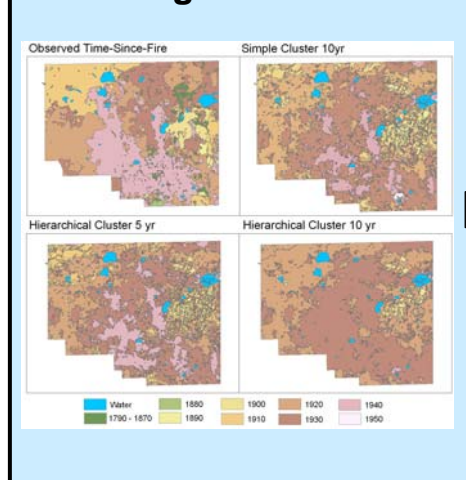 Observed Time-Since-Fire
Simple Cluster 10yr
Hierarchical Cluster 5 yr
Hierarchical Cluster 10 yr
Water 1880 1900 1920 1940
1790 - 1870 1890 1910 1930 1950